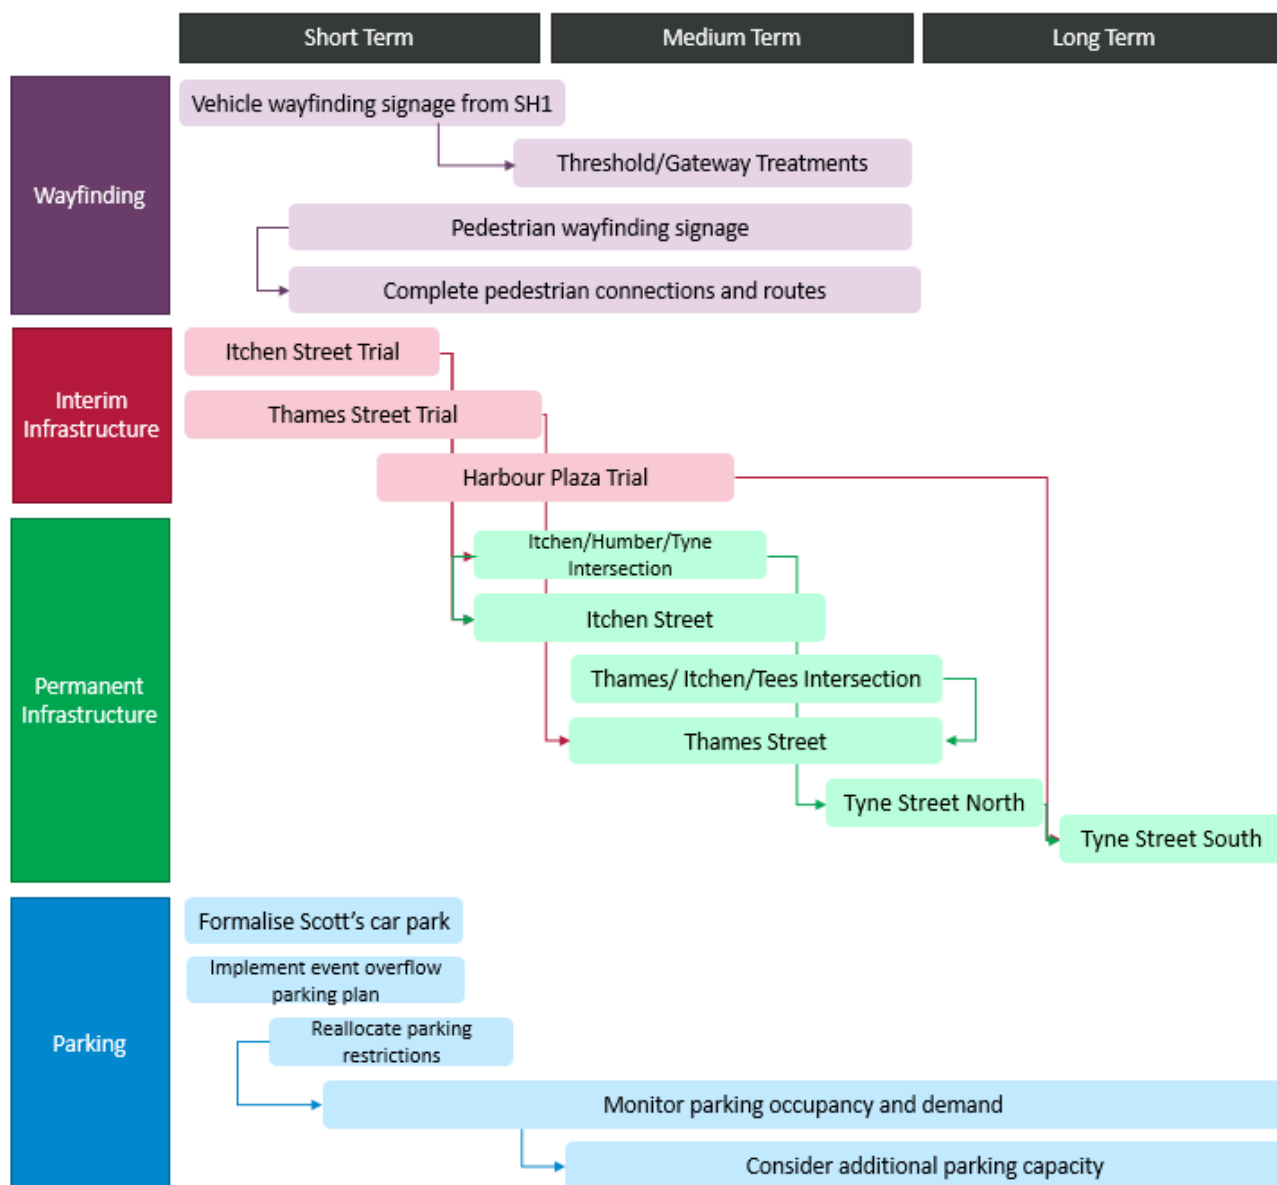 Short Term
Medium Term
Long Term
Wayfinding
Vehicle wayfinding signage from SH1
Threshold/Gateway Treatments
Pedestrian wayfinding signage
Complete pedestrian connections and routes
Interim
Infrastructure
Itchen Street Trial
Thames Street Trial
Harbour Plaza Trial
Permanent
Infrastructure
Itchen/Humber/Tyne
Intersection
Itchen Street
Thames/ Itchen/Tees Intersection
Thames Street
Tyne Street North
Tyne Street South
Parking
Formalise Scott’s car park
Implement event overflow
parking plan
Reallocate parking
restrictions
Monitor parking occupancy and demand
Consider additional parking capacity